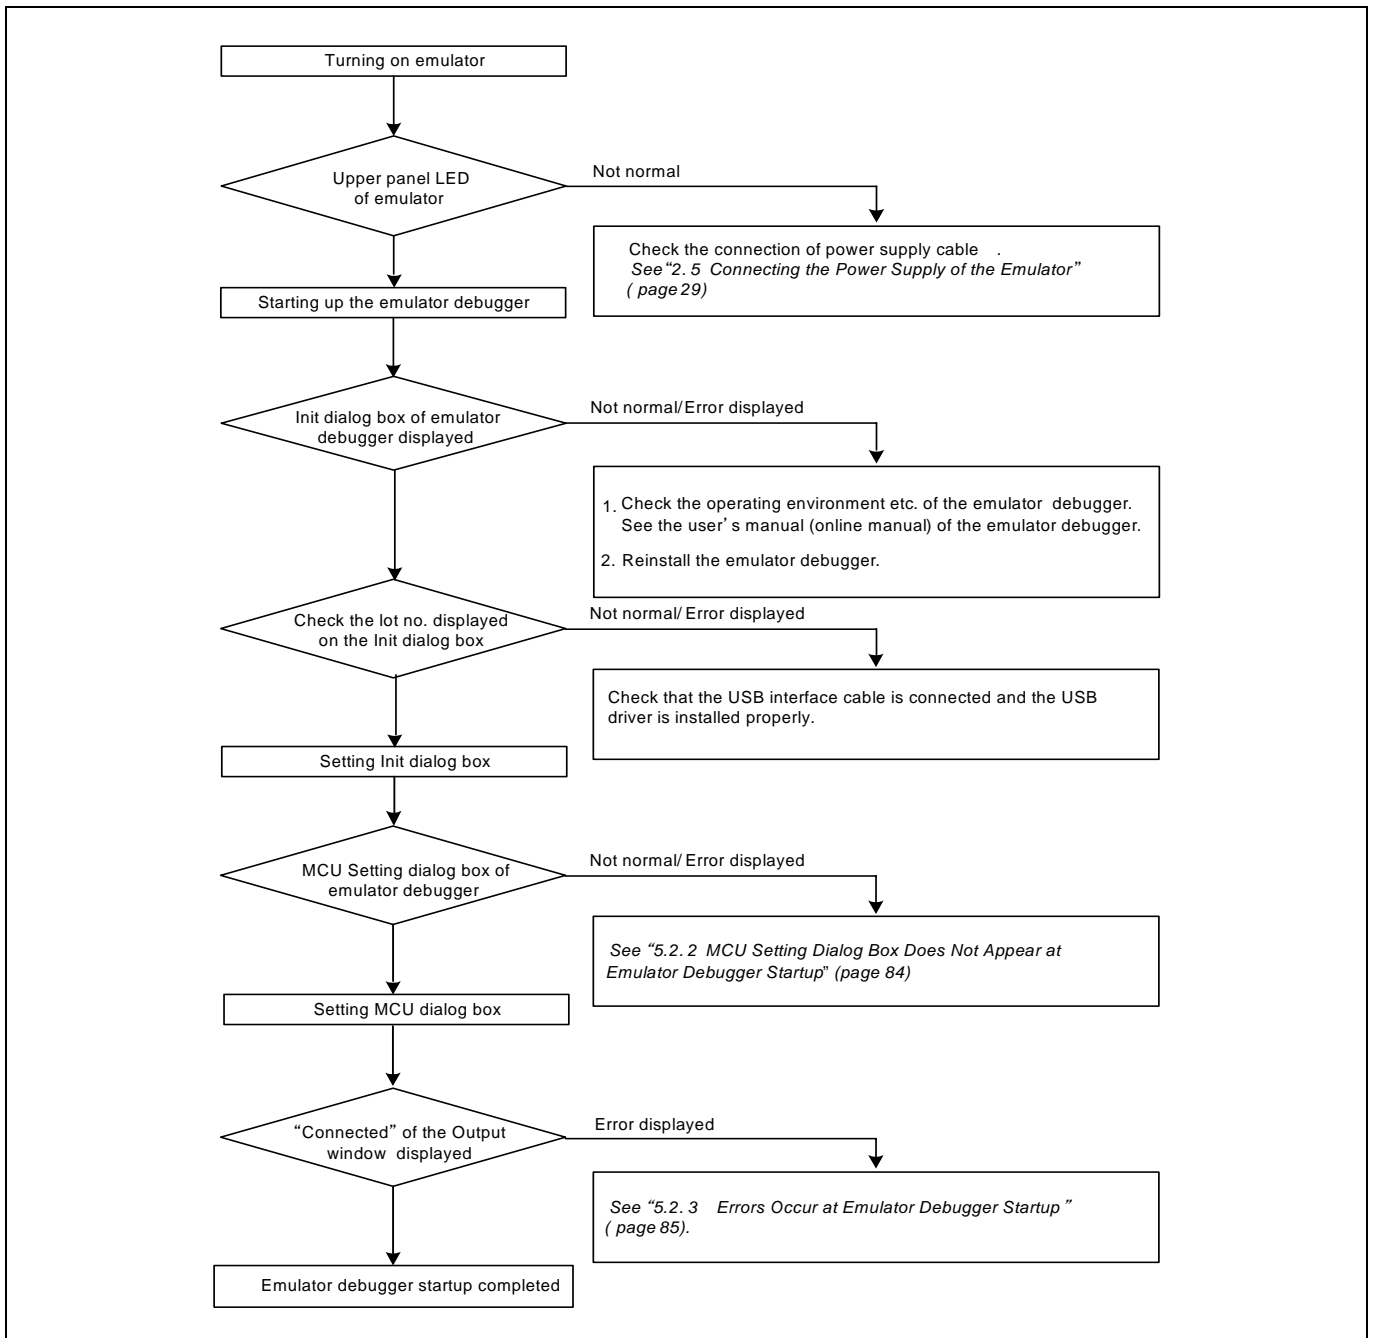 Turning on emulator
Upper panel LED
of emulator
Not normal
Check the connection of power supply cable .
See“2. 5 Connecting the Power Supply of the Emulator”
( page 29)
Starting up the emulator debugger
Init dialog box of emulator
debugger displayed
Not normal/Error displayed
1. Check the operating environment etc. of the emulator debugger.
See the user’s manual (online manual) of the emulator debugger.
2. Reinstall the emulator debugger.
Check the lot no. displayed
on the Init dialog box
Not normal/ Error displayed
Check that the USB interface cable is connected and the USB
driver is installed properly.
Setting Init dialog box
MCU Setting dialog box of
emulator debugger
Not normal/ Error displayed
See “5.2. 2 MCU Setting Dialog Box Does Not Appear at
Emulator Debugger Startup” (page 84)
Setting MCU dialog box
“Connected” of the Output
window displayed
Error displayed
See “5.2. 3 Errors Occur at Emulator Debugger Startup ”
( page 85).
Emulator debugger startup completed